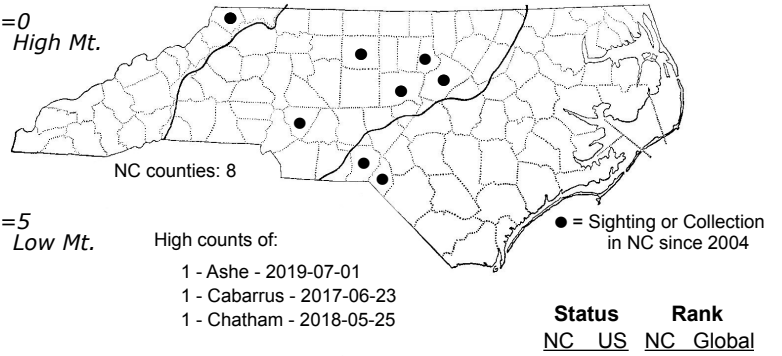 =0
High Mt.
NC counties: 8
=5
Low Mt.
High counts of:
1 - Ashe - 2019-07-01
1 - Cabarrus - 2017-06-23
1 - Chatham - 2018-05-25
● = Sighting or Collection
in NC since 2004
Status Rank
NC US NC Global